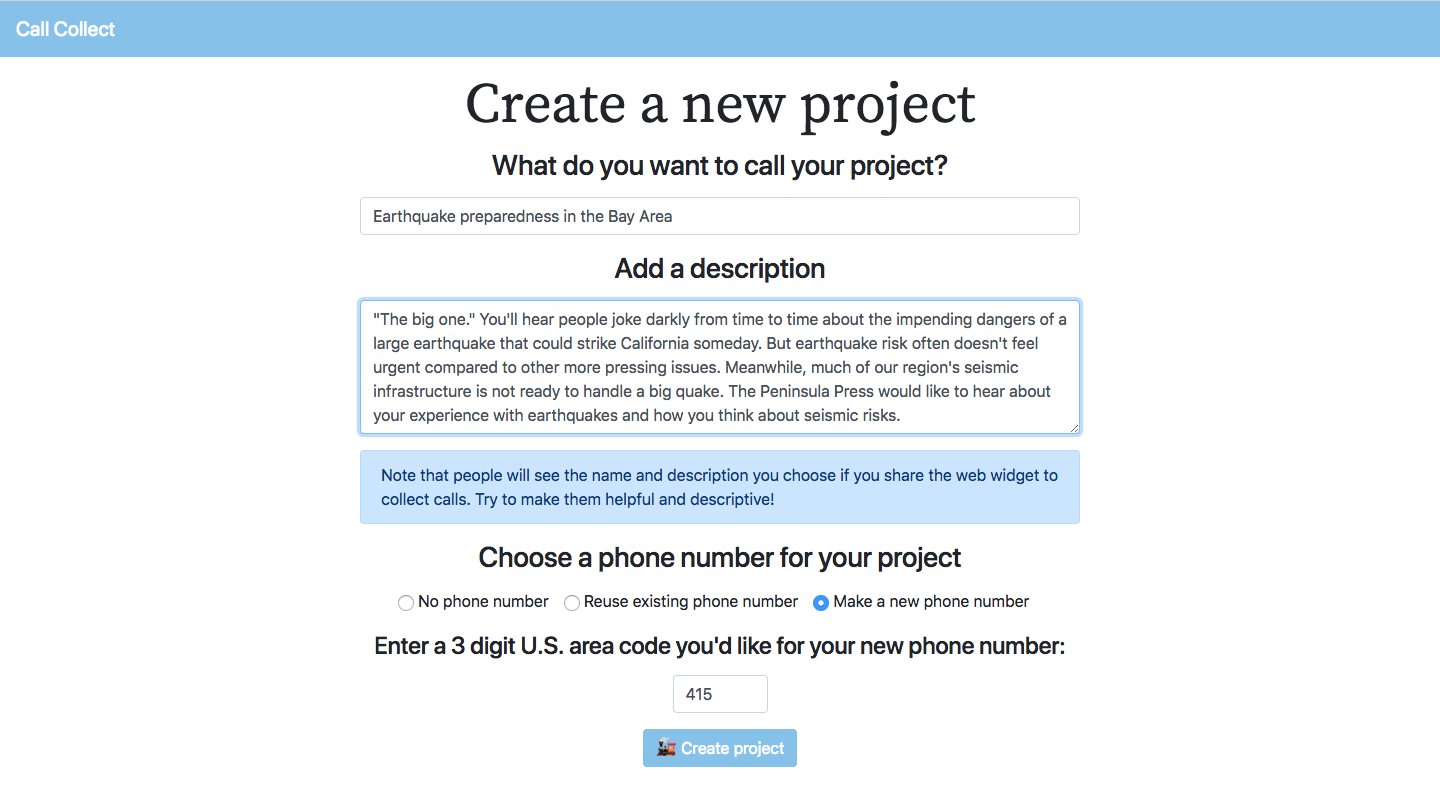 Call Collect
Create a new project
What do you want to call your project?
Earthquake preparedness in the Bay Area
Add a description
"The big one." You'll hear people joke darkly from time to time about the impending dangers of a
large earthquake that could strike California someday. But earthquake risk often doesn't feel
urgent compared to other more pressing issues. Meanwhile, much of our region's seismic
infrastructure is not ready to handle a big quake. The Peninsula Press would like to hear about
your experience with earthquakes and how you think about seismic risks.
Note that people will see the name and description you choose if you share the web widget to
collect calls. Try to make them helpful and descriptive!
Choose a phone number for your project
No phone number Reuse existing phone number Make a new phone number
Enter a 3 digit U.S. area code you'd like for your new phone number:
415
Create project